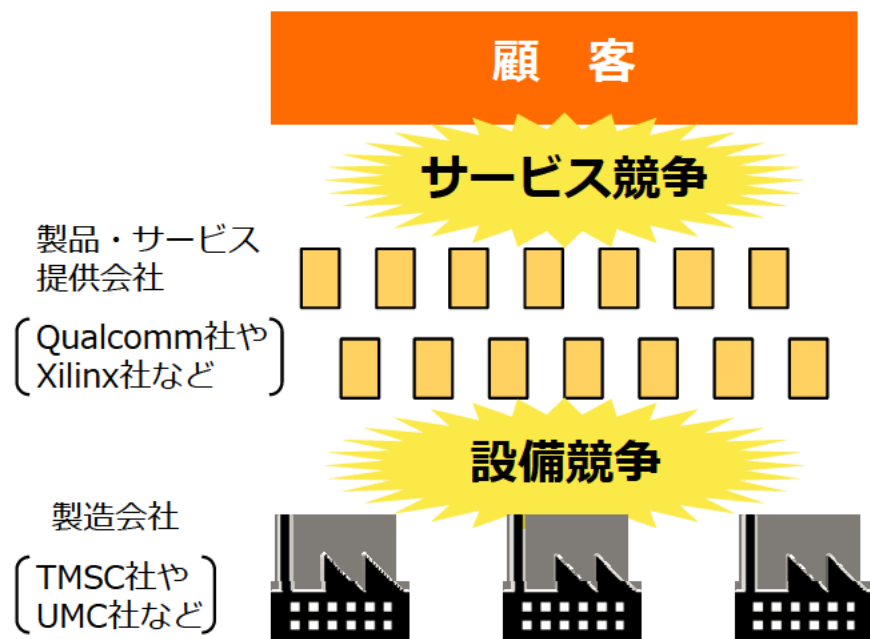 顧　客
サービス競争
製品・サービス
提供会社
Qualcomm社や
Xilinx社など
設備競争
製造会社
TMSC社や
UMC社など